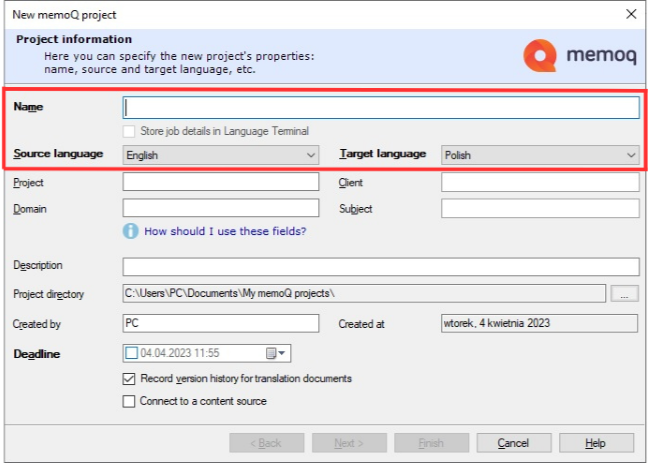 New memoQ project
Project information
Here you can specify the new project's properties:
name, source and target language, etc.
memoq
Name
Store job details in Language Terminal
Source language English Target language Polish
Project Client
Domain Subject
How should I use these fields?
Description
Project directory C:\Users\PC\Documents\My memoQ projects\ ...
Created by PC Created at wtorek, 4 kwietnia 2023
Deadline 04.04.2023 11:55
Record version history for translation documents
Connect to a content source
< Back Next > Finish Cancel Help